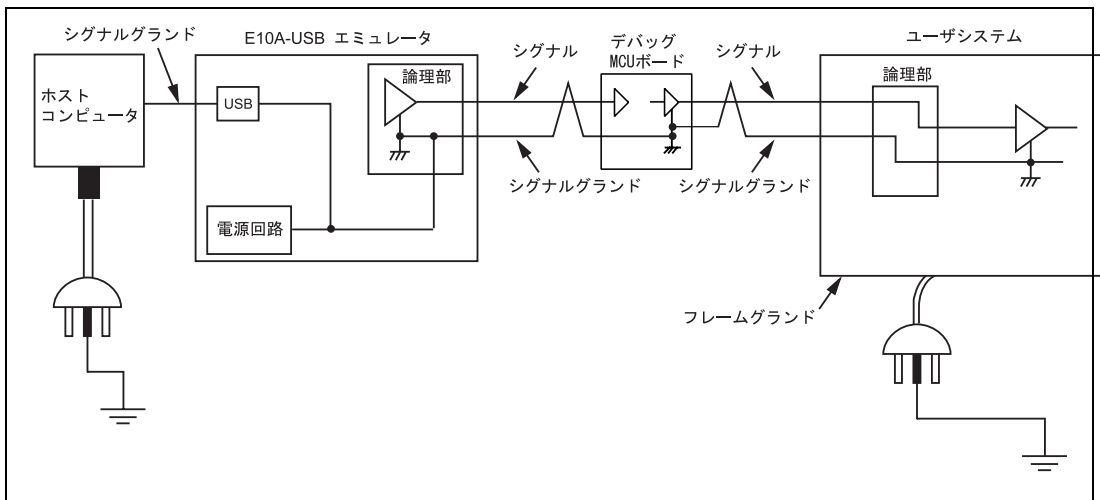 シグナルグランド
E10A-USB エミュレータ
ホスト
コンピュータ
USB
論理部
電源回路
シグナル
シグナルグランド
デバッグ
MCUボード
シグナル
シグナルグランド
ユーザシステム
論理部
フレームグランド